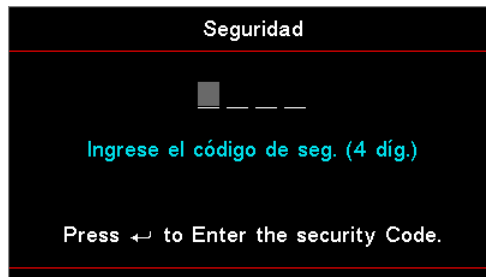 Seguridad
_ _ _ _
Ingrese el código de seg. (4 díg.)
Press ↵ to Enter the security Code.